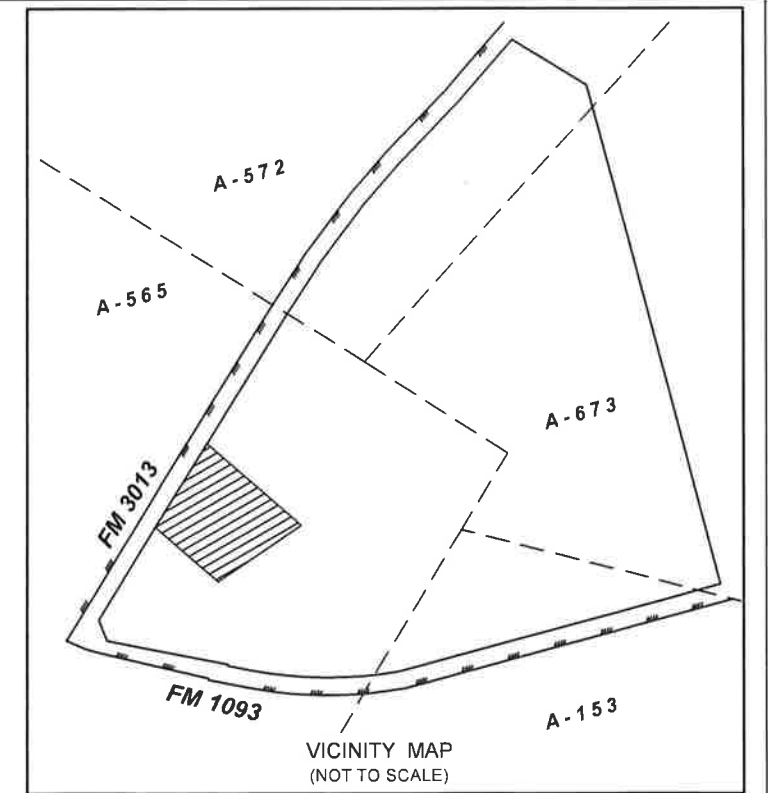 A-572
A-565
A-673
FM 3013
FM 1093
A-153
VICINITY MAP
(NOT TO SCALE)